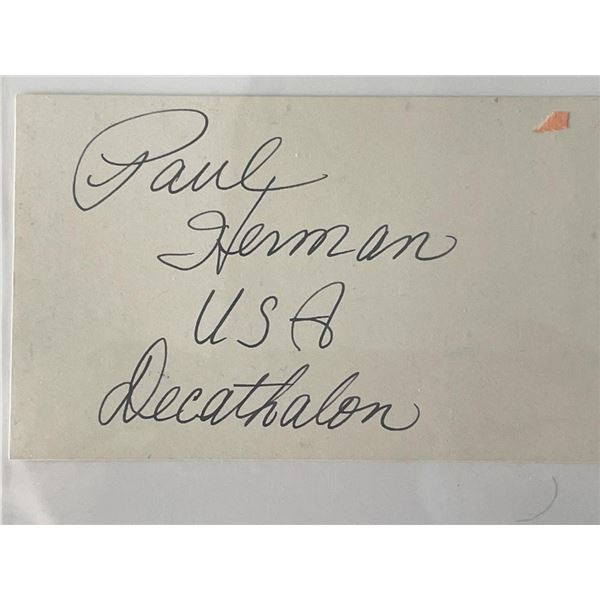 Paul
Herman
USA
Decathalon